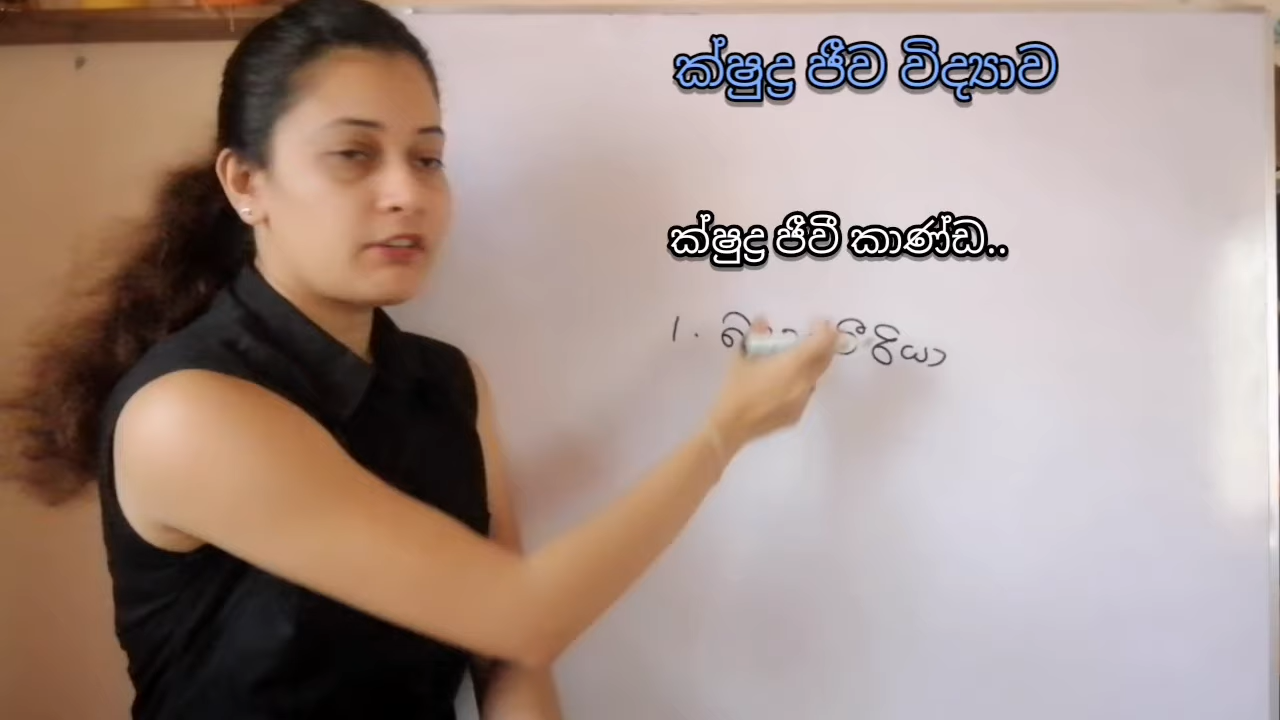 ක්ෂුද්‍ර ජීව විද්‍යාව
ක්ෂුද්‍ර ජීවී කාණ්ඩ..
1.